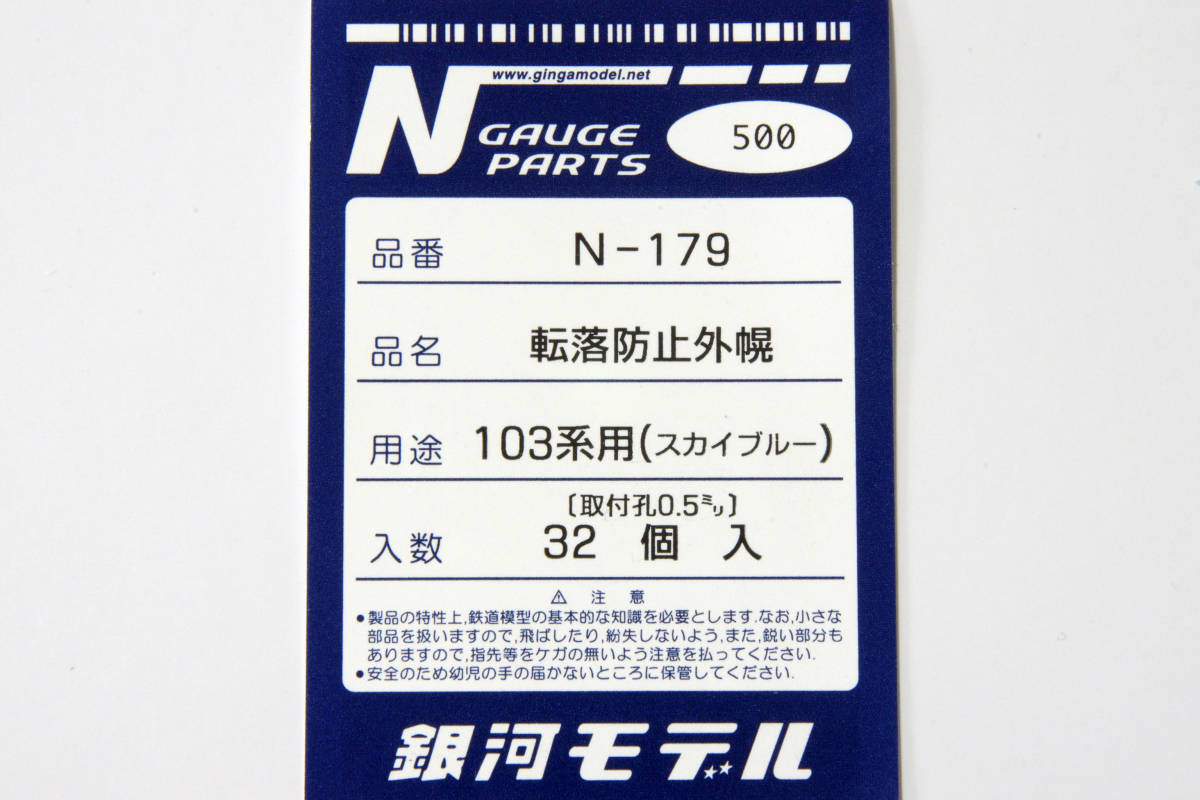 www.gingamodel.net
N GAUGE PARTS
500
品番 N-179
品名 転落防止外幌
用途 103系用(スカイブルー)
〔取付孔0.5㍉〕
入数 32 個 入
⚠ 注 意
●製品の特性上,鉄道模型の基本的な知識を必要とします.なお,小さな
部品を扱いますので,飛ばしたり,紛失しないよう,また,鋭い部分も
ありますので,指先等をケガの無いよう注意を払ってください.
●安全のため幼児の手の届かないところに保管してください.
銀河モデル